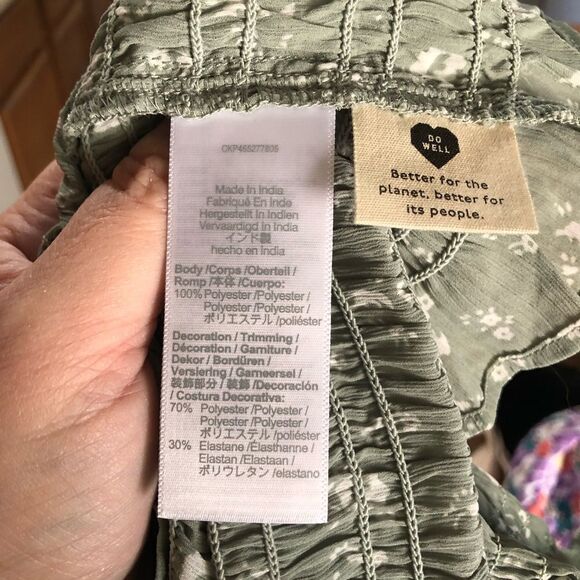 CKP465277805
Made in India
Fabriqué En Inde
Hergestellt In Indien
Vervaardigd In India
インド製
hecho en India
Body /Corps /Oberteil /
Romp /本体 /Cuerpo:
100% Polyester /Polyester /
Polyester /Polyester /
ポリエステル /poliéster
Decoration / Trimming /
Décoration / Garniture /
Dekor / Bordüren /
Versiering / Garneersel /
装飾部分 / 装飾 /Decoración
/ Costura Decorativa:
70% Polyester /Polyester /
Polyester /Polyester /
ポリエステル /poliéster
30% Elastane /Élasthanne /
Elastan /Elastaan /
ポリウレタン /elastano
DO
WELL
Better for the
planet, better for
its people.